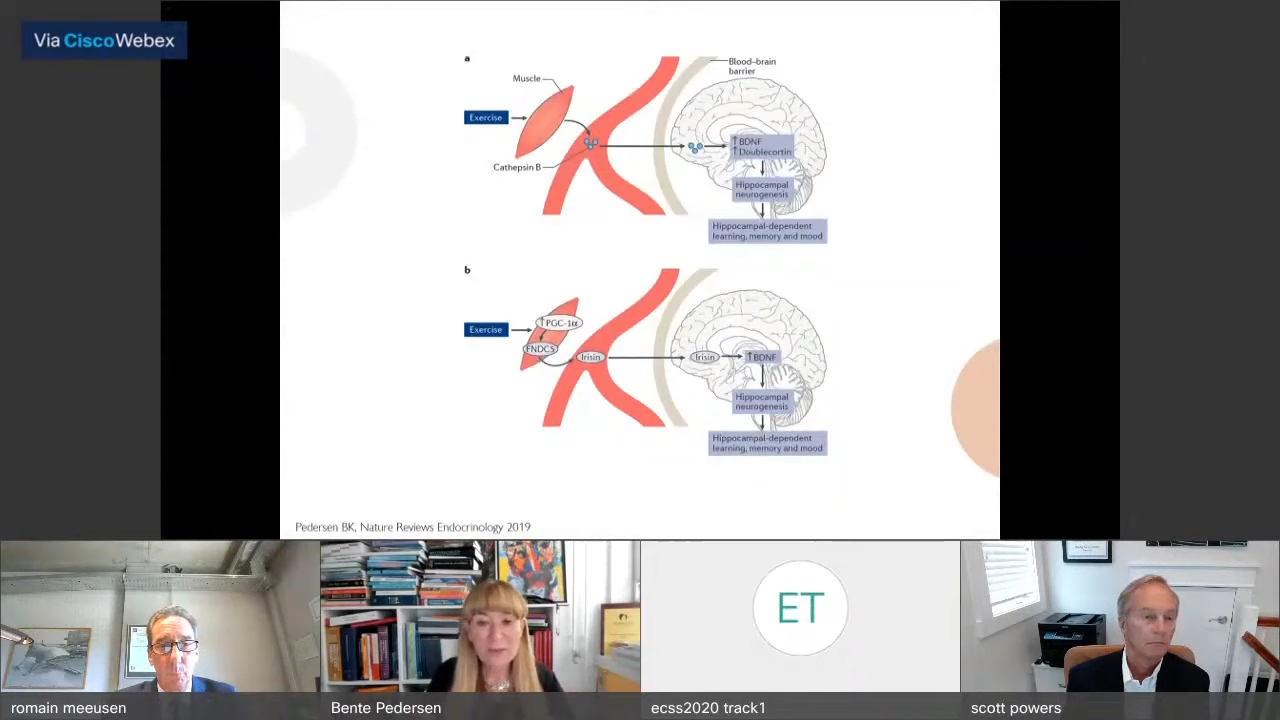 Via Cisco Webex
a
Muscle
Blood–brain
barrier
Exercise
Cathepsin B
↑BDNF
↑Doublecortin
Hippocampal
neurogenesis
Hippocampal-dependent
learning, memory and mood
b
Exercise
↑PGC-1α
FNDC5
Irisin
Irisin
↑BDNF
Hippocampal
neurogenesis
Hippocampal-dependent
learning, memory and mood
Pedersen BK, Nature Reviews Endocrinology 2019
ET
romain meeusen
Bente Pedersen
ecss2020 track1
scott powers